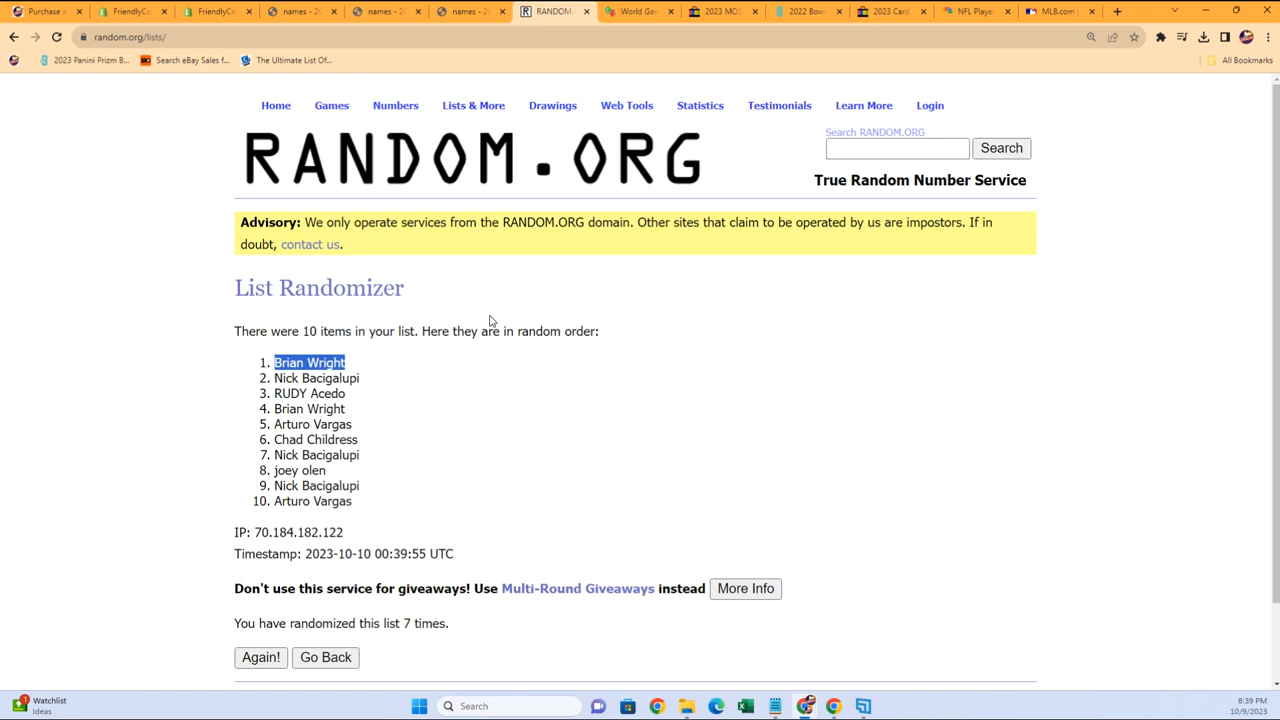 Purchase a
FriendlyCo
FriendlyCo
names - 20
names - 20
names - 20
RANDOM.
World Gam
2023 MOS
2022 Bow
2023 Card
NFL Playe
MLB.com |
random.org/lists/
2023 Panini Prizm B...
Search eBay Sales f...
The Ultimate List Of...
All Bookmarks
Home
Games
Numbers
Lists & More
Drawings
Web Tools
Statistics
Testimonials
Learn More
Login
RANDOM.ORG
Search RANDOM.ORG
Search
True Random Number Service
Advisory: We only operate services from the RANDOM.ORG domain. Other sites that claim to be operated by us are impostors. If in
doubt, contact us.
List Randomizer
There were 10 items in your list. Here they are in random order:
1. Brian Wright
2. Nick Bacigalupi
3. RUDY Acedo
4. Brian Wright
5. Arturo Vargas
6. Chad Childress
7. Nick Bacigalupi
8. joey olen
9. Nick Bacigalupi
10. Arturo Vargas
IP: 70.184.182.122
Timestamp: 2023-10-10 00:39:55 UTC
Don't use this service for giveaways! Use Multi-Round Giveaways instead
More Info
You have randomized this list 7 times.
Again!
Go Back
1
Watchlist
Ideas
Search
8:39 PM
10/9/2023